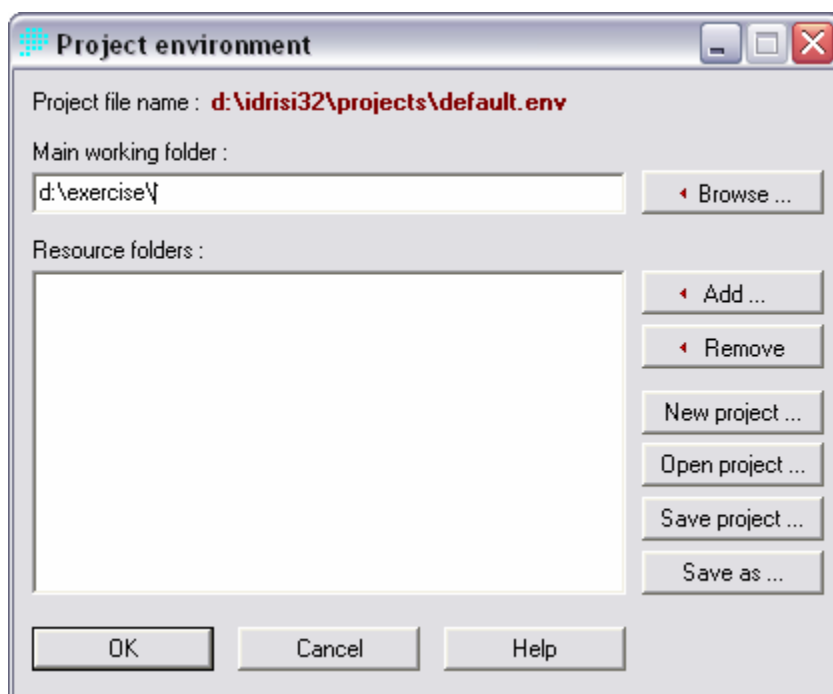 Project environment
Project file name : d:\idrisi32\projects\default.env
Main working folder :
d:\exercise\
Browse ...
Resource folders :
Add ...
Remove
New project ...
Open project ...
Save project ...
Save as ...
OK Cancel Help